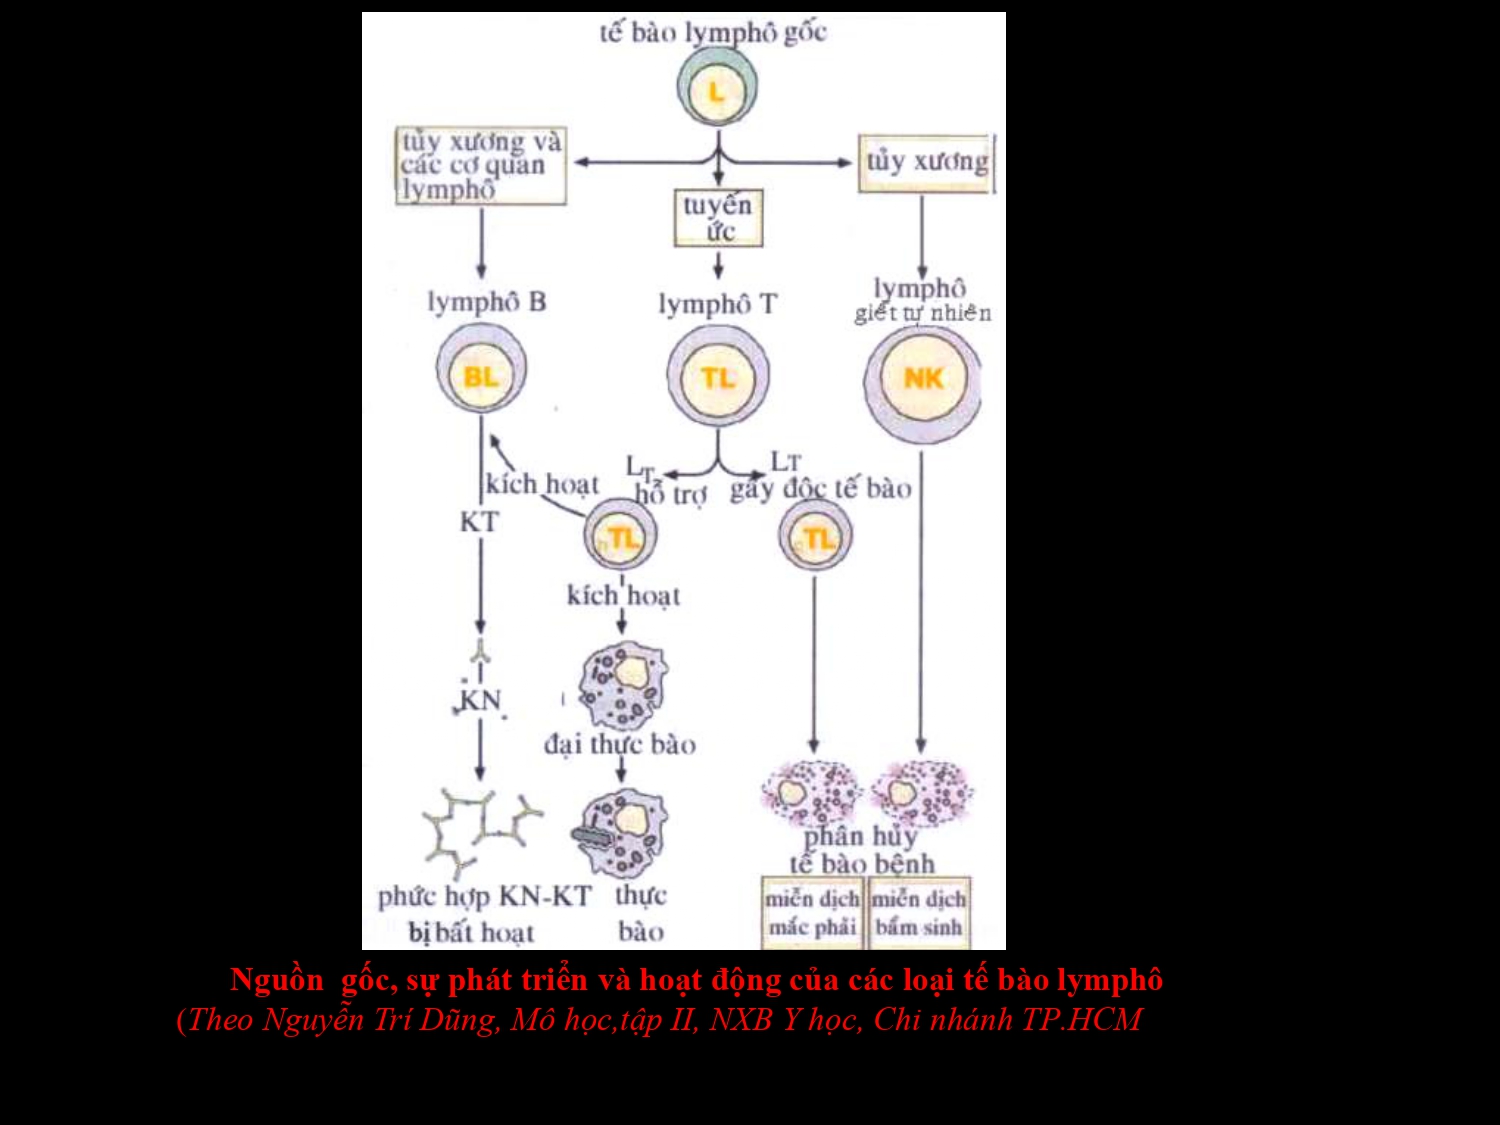 tế bào lymphô gốc
L
tủy xương và
các cơ quan
lymphô
tuyến
ức
tủy xương
lymphô B
lymphô T
lymphô
giết tự nhiên
BL
TL
NK
kích hoạt
LT
hỗ trợ
LT
gây độc tế bào
KT
hTL
cTL
kích hoạt
KN
đại thực bào
phân hủy
tế bào bệnh
phức hợp KN-KT
bị bất hoạt
thực
bào
miễn dịch
mắc phải
miễn dịch
bẩm sinh
Nguồn gốc, sự phát triển và hoạt động của các loại tế bào lymphô
(Theo Nguyễn Trí Dũng, Mô học,tập II, NXB Y học, Chi nhánh TP.HCM